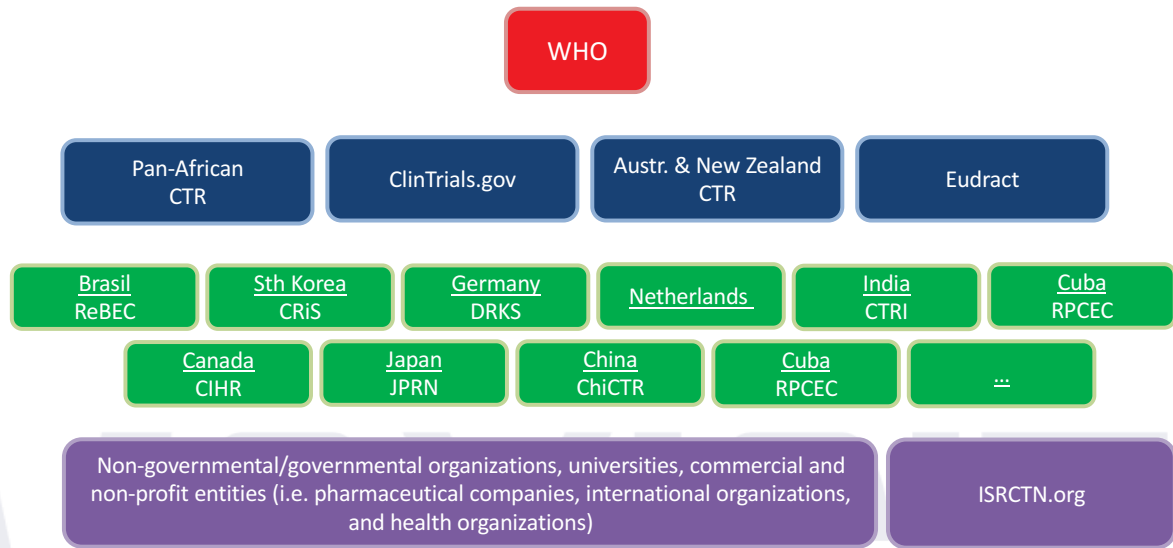 WHO
Pan-African
CTR
ClinTrials.gov
Austr. & New Zealand
CTR
Eudract
Brasil
ReBEC
Sth Korea
CRiS
Germany
DRKS
Netherlands
India
CTRI
Cuba
RPCEC
Canada
CIHR
Japan
JPRN
China
ChiCTR
Cuba
RPCEC
...
Non-governmental/governmental organizations, universities, commercial and
non-profit entities (i.e. pharmaceutical companies, international organizations,
and health organizations)
ISRCTN.org